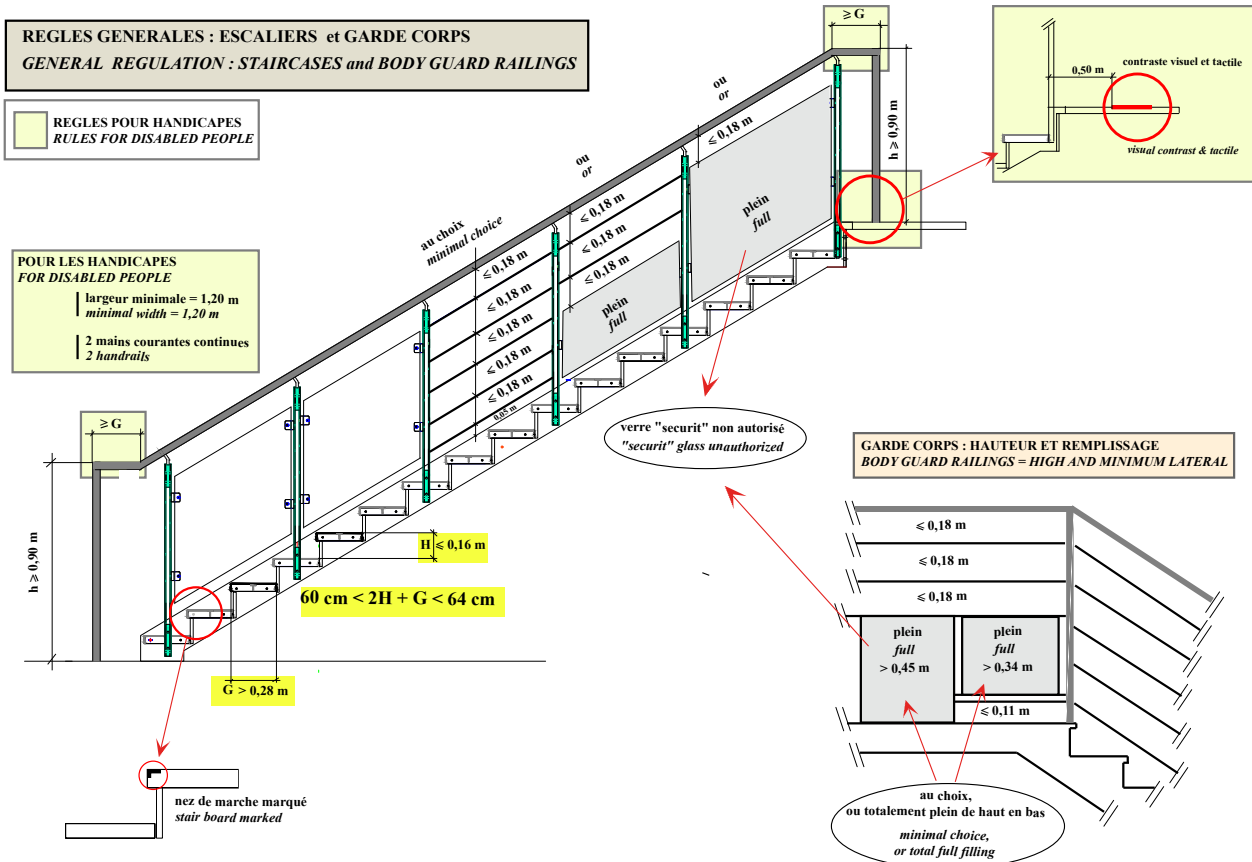 REGLES GENERALES : ESCALIERS et GARDE CORPS
GENERAL REGULATION : STAIRCASES and BODY GUARD RAILINGS
REGLES POUR HANDICAPES
RULES FOR DISABLED PEOPLE
≥ G
h ≥ 0,90 m
0,50 m
contraste visuel et tactile
visual contrast & tactile
ou
or
≤ 0,18 m
plein
full
ou
or
≤ 0,18 m
≤ 0,18 m
≤ 0,18 m
plein
full
au choix
minimal choice
≤ 0,18 m
≤ 0,18 m
≤ 0,18 m
≤ 0,18 m
≤ 0,18 m
0,05 m
POUR LES HANDICAPES
FOR DISABLED PEOPLE
largeur minimale = 1,20 m
minimal width = 1,20 m
2 mains courantes continues
2 handrails
≥ G
h ≥ 0,90 m
H ≤ 0,16 m
60 cm < 2H + G < 64 cm
G > 0,28 m
nez de marche marqué
stair board marked
verre "securit" non autorisé
"securit" glass unauthorized
GARDE CORPS : HAUTEUR ET REMPLISSAGE
BODY GUARD RAILINGS = HIGH AND MINIMUM LATERAL
≤ 0,18 m
≤ 0,18 m
≤ 0,18 m
plein
full
> 0,45 m
plein
full
> 0,34 m
≤ 0,11 m
au choix,
ou totalement plein de haut en bas
minimal choice,
or total full filling